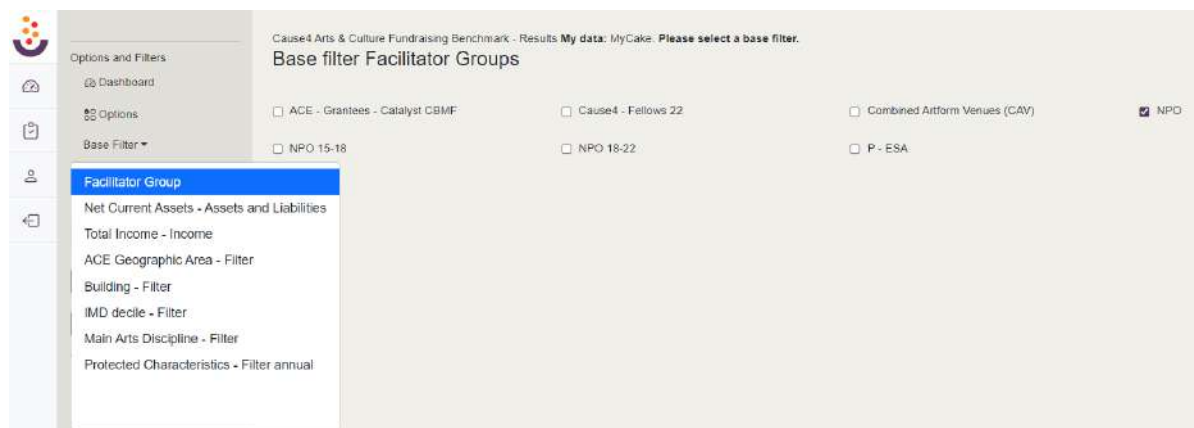 Cause4 Arts & Culture Fundraising Benchmark - Results My data: MyCake. Please select a base filter.
Base filter Facilitator Groups
Options and Filters
Dashboard
Options
Base Filter
ACE - Grantees - Catalyst CBMF
Cause4 - Fellows 22
Combined Artform Venues (CAV)
NPO
NPO 15-18
NPO 18-22
P - ESA
Facilitator Group
Net Current Assets - Assets and Liabilities
Total Income - Income
ACE Geographic Area - Filter
Building - Filter
IMD decile - Filter
Main Arts Discipline - Filter
Protected Characteristics - Filter annual